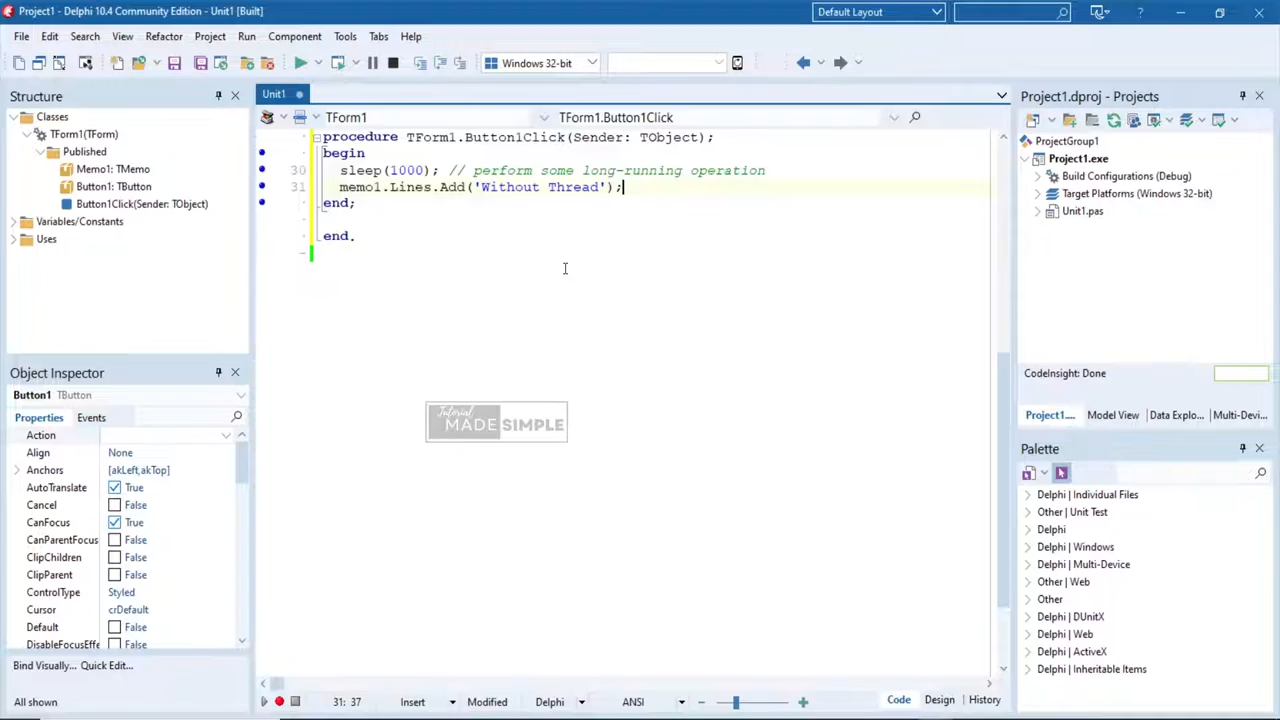 Project1 - Delphi 10.4 Community Edition - Unit1 [Built]
Default Layout
File Edit Search View Refactor Project Run Component Tools Tabs Help
Windows 32-bit
Structure
Classes
TForm1(TForm)
Published
Memo1: TMemo
Button1: TButton
Button1Click(Sender: TObject)
Variables/Constants
Uses
Object Inspector
Button1 TButton
Properties Events
Action
Align None
Anchors [akLeft,akTop]
AutoTranslate True
Cancel False
CanFocus True
CanParentFocus False
ClipChildren False
ClipParent False
ControlType Styled
Cursor crDefault
Default False
DisableFocusEffe False
Bind Visually... Quick Edit...
All shown
Unit1
TForm1 TForm1.Button1Click
procedure TForm1.Button1Click(Sender: TObject);
begin
30 sleep(1000); // perform some long-running operation
31 memo1.Lines.Add('Without Thread');
end;
end.
Tutorial
MADE SIMPLE
31: 37 Insert Modified Delphi ANSI Code Design History
Project1.dproj - Projects
ProjectGroup1
Project1.exe
Build Configurations (Debug)
Target Platforms (Windows 32-bit)
Unit1.pas
CodeInsight: Done
Project1.... Model View Data Explo... Multi-Devi...
Palette
Delphi | Individual Files
Other | Unit Test
Delphi
Delphi | Windows
Delphi | Multi-Device
Other | Web
Other
Delphi | DUnitX
Delphi | Web
Delphi | ActiveX
Delphi | Inheritable Items